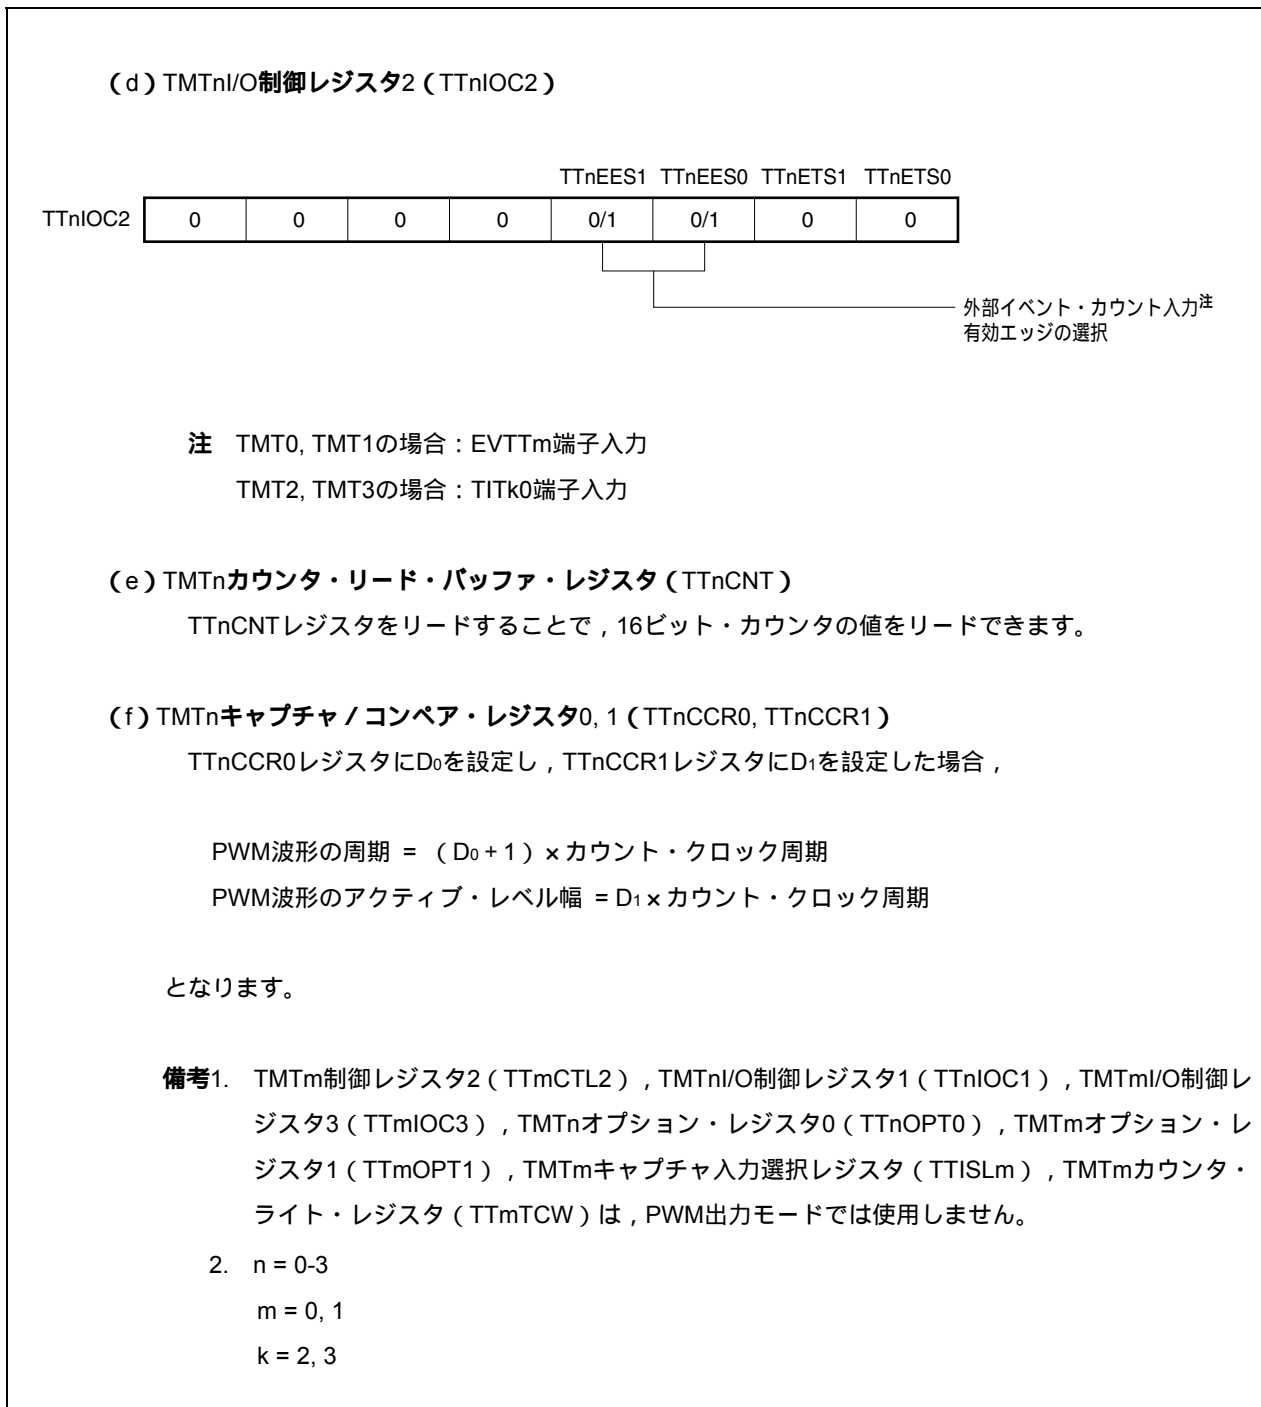 （d）TMTnI/O制御レジスタ2（TTnIOC2）
TTnEES1 TTnEES0 TTnETS1 TTnETS0
TTnIOC2 0 0 0 0 0/1 0/1 0 0
外部イベント・カウント入力注
有効エッジの選択
注 TMT0, TMT1の場合：EVTTm端子入力
TMT2, TMT3の場合：TITk0端子入力
（e）TMTnカウンタ・リード・バッファ・レジスタ（TTnCNT）
TTnCNTレジスタをリードすることで，16ビット・カウンタの値をリードできます。
（f）TMTnキャプチャ／コンペア・レジスタ0, 1（TTnCCR0, TTnCCR1）
TTnCCR0レジスタにD0を設定し，TTnCCR1レジスタにD1を設定した場合，
PWM波形の周期 = （D0 + 1）× カウント・クロック周期
PWM波形のアクティブ・レベル幅 = D1 × カウント・クロック周期
となります。
備考1. TMTm制御レジスタ2（TTmCTL2），TMTnI/O制御レジスタ1（TTnIOC1），TMTmI/O制御レ
ジスタ3（TTmIOC3），TMTnオプション・レジスタ0（TTnOPT0），TMTmオプション・レ
ジスタ1（TTmOPT1），TMTmキャプチャ入力選択レジスタ（TTISLm），TMTmカウンタ・
ライト・レジスタ（TTmTCW）は，PWM出力モードでは使用しません。
2. n = 0-3
m = 0, 1
k = 2, 3